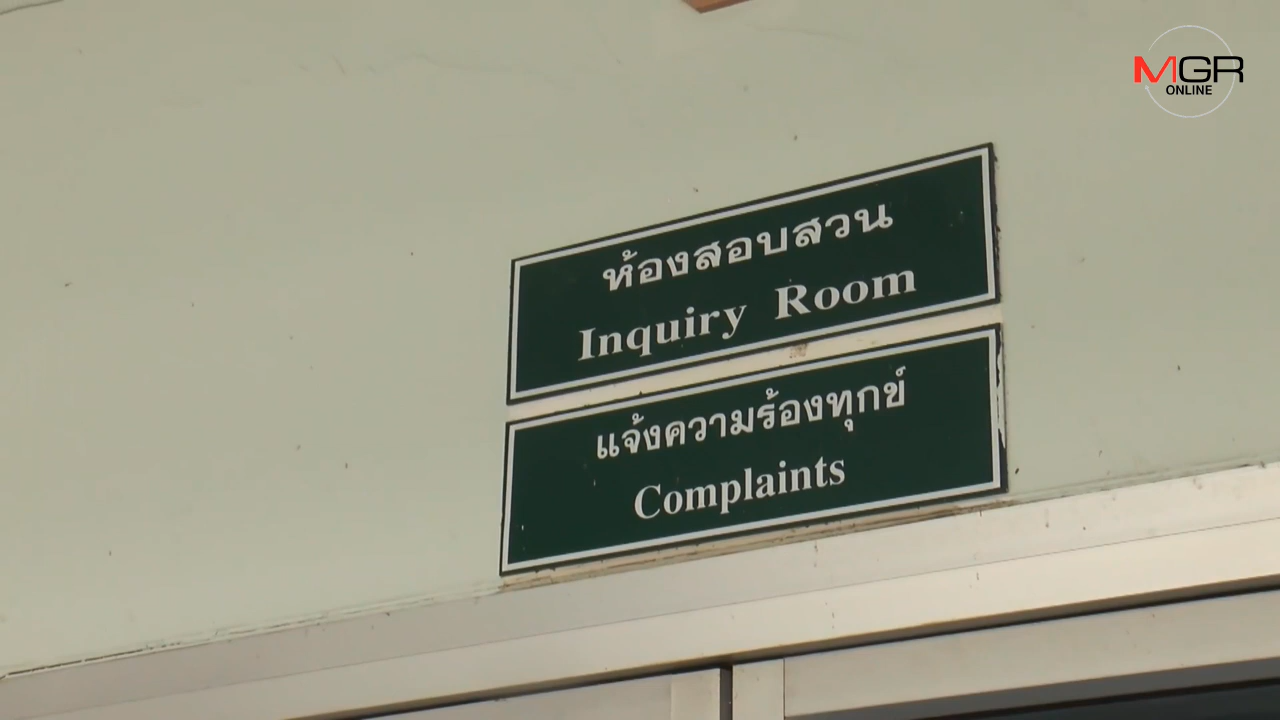 MGR
ONLINE
ห้องสอบสวน
Inquiry Room
แจ้งความร้องทุกข์
Complaints